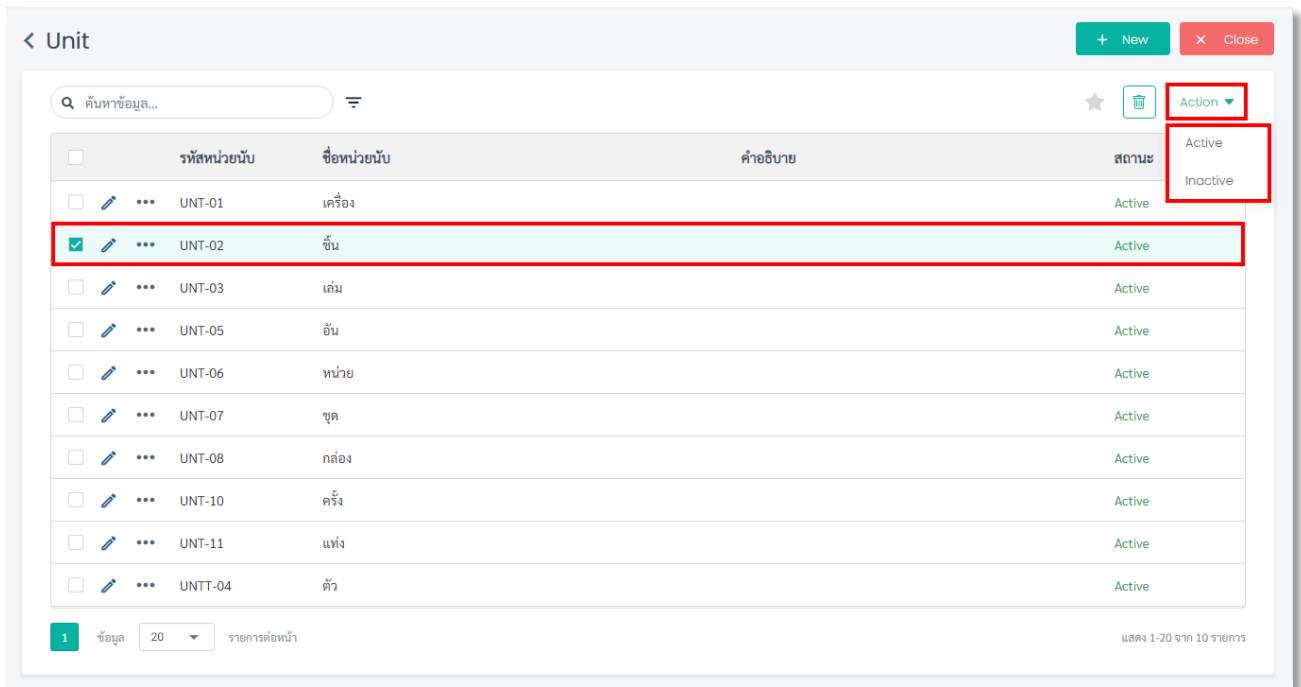 Unit
+ New
× Close
ค้นหาข้อมูล...
Action
Active
Inactive
รหัสหน่วยนับ ชื่อหน่วยนับ คำอธิบาย สถานะ
UNT-01 เครื่อง Active
UNT-02 ชิ้น Active
UNT-03 เล่ม Active
UNT-05 อัน Active
UNT-06 หน่วย Active
UNT-07 ชุด Active
UNT-08 กล่อง Active
UNT-10 ครั้ง Active
UNT-11 แท่ง Active
UNTT-04 ตัว Active
1 ข้อมูล 20 รายการต่อหน้า แสดง 1-20 จาก 10 รายการ